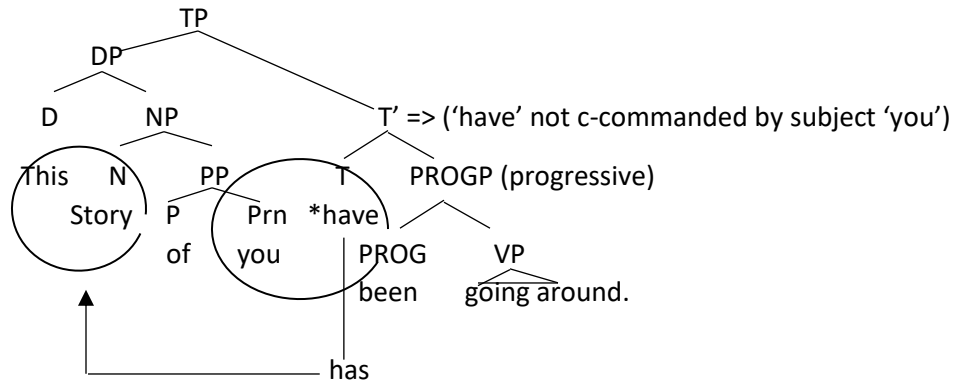 TP
DP
D NP T’ => (‘have’ not c-commanded by subject ‘you’)
This N PP T PROGP (progressive)
Story P Prn *have
of you PROG VP
been going around.
has